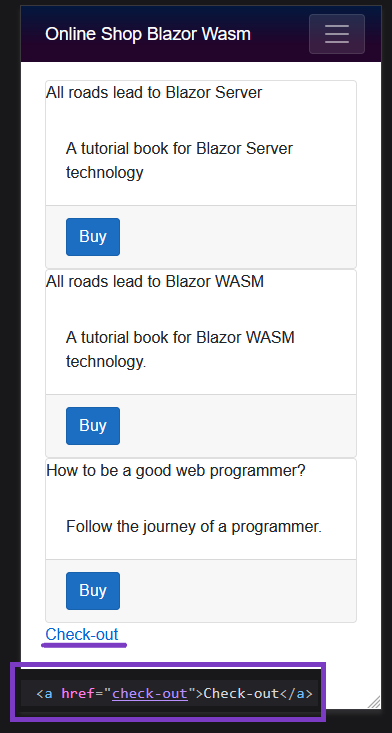 Online Shop Blazor Wasm
All roads lead to Blazor Server
A tutorial book for Blazor Server
technology
Buy
All roads lead to Blazor WASM
A tutorial book for Blazor WASM
technology.
Buy
How to be a good web programmer?
Follow the journey of a programmer.
Buy
Check-out
<a href="check-out">Check-out</a>